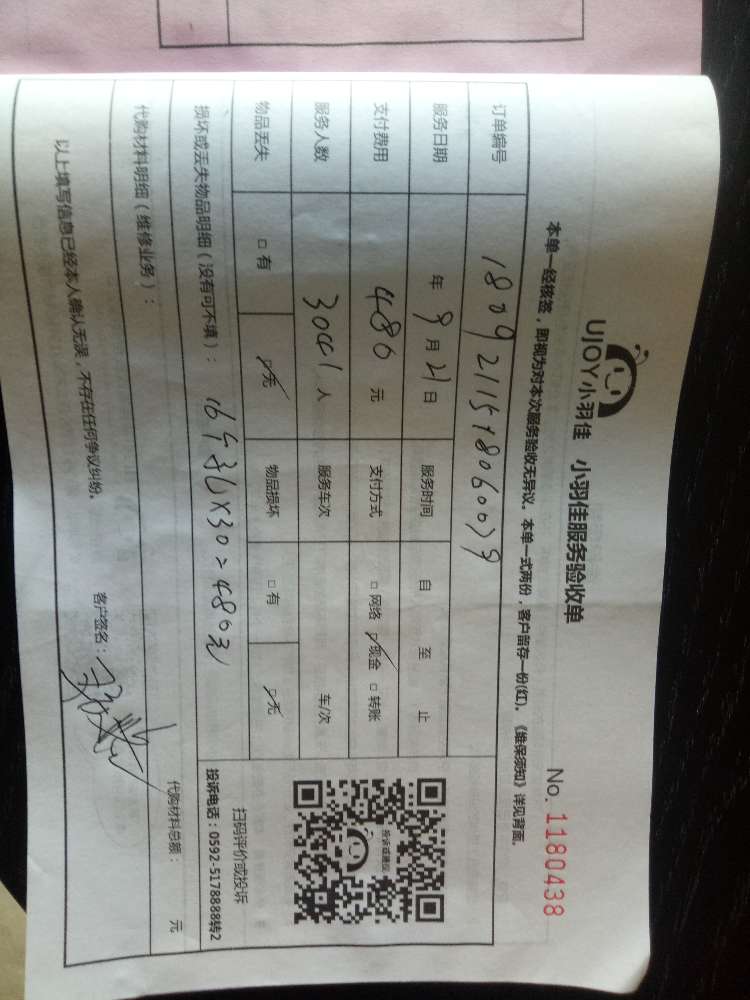 UJOY小羽佳 小羽佳服务验收单
No. 1180438
本单一经核签，即视为对本次服务验收无异议。本单一式两份，客户留存一份(红)。《维保须知》详见背面。
订单编号
服务日期 年 9 月 21 日 服务时间 自 至 止
支付费用 480 元 支付方式 □ 网络 ☑ 现金 □ 转账
服务人数 人 服务车次 车/次
物品丢失 □ 有 ☑ 无 物品损坏 □ 有 ☑ 无
投诉或建议
扫码评价或投诉
投诉电话：0592-5178888转2
损坏或丢失物品明细（没有可不填）： X30=480元
代购材料明细（维修业务）： 代购材料总额： 元
以上填写信息已经本人确认无误，不存在任何争议纠纷。 客户签名：